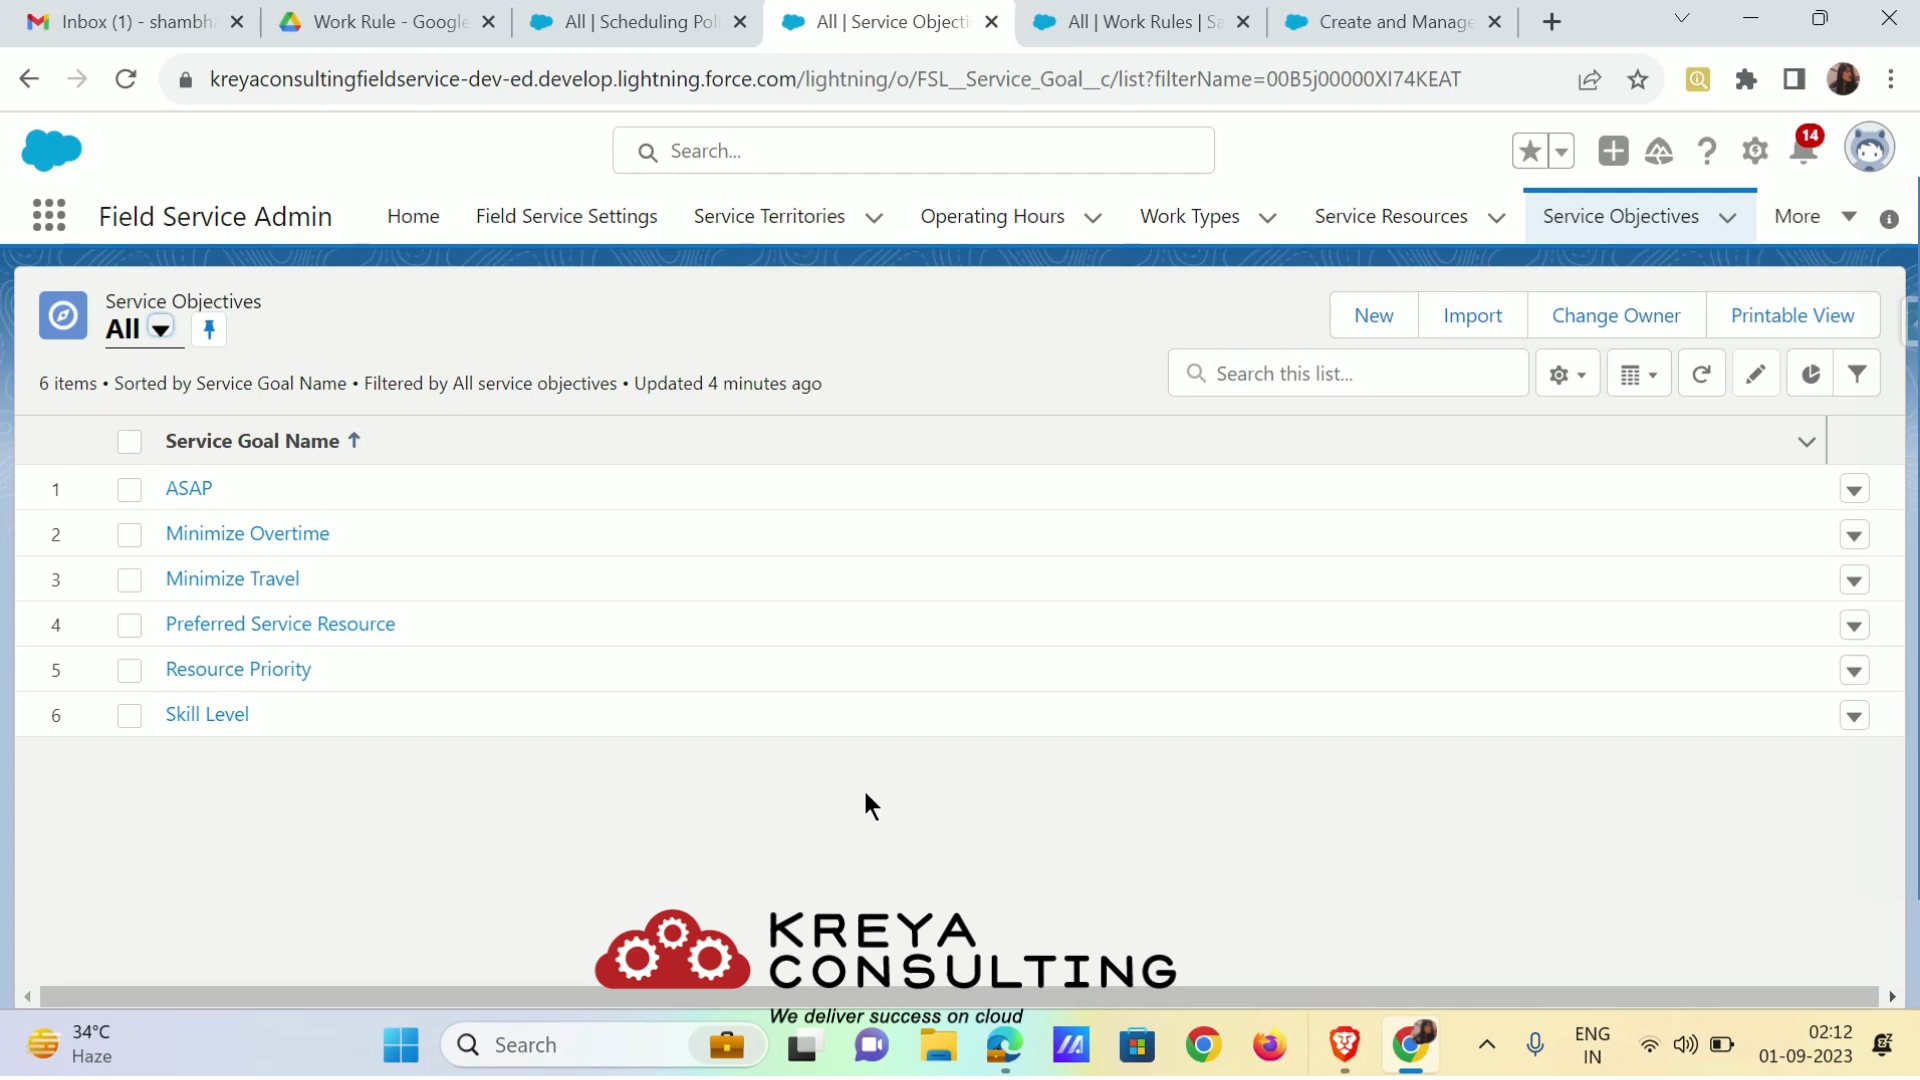 Inbox (1) - shambh
Work Rule - Google
All | Scheduling Poli
All | Service Objecti
All | Work Rules | Sa
Create and Manage
kreyaconsultingfieldservice-dev-ed.develop.lightning.force.com/lightning/o/FSL__Service_Goal__c/list?filterName=00B5j00000XI74KEAT
Search...
14
Field Service Admin
Home
Field Service Settings
Service Territories
Operating Hours
Work Types
Service Resources
Service Objectives
More
Service Objectives
All
New
Import
Change Owner
Printable View
6 items • Sorted by Service Goal Name • Filtered by All service objectives • Updated 4 minutes ago
Search this list...
Service Goal Name
1 ASAP
2 Minimize Overtime
3 Minimize Travel
4 Preferred Service Resource
5 Resource Priority
6 Skill Level
KREYA
CONSULTING
We deliver success on cloud
34°C
Haze
Search
ENG
IN
02:12
01-09-2023